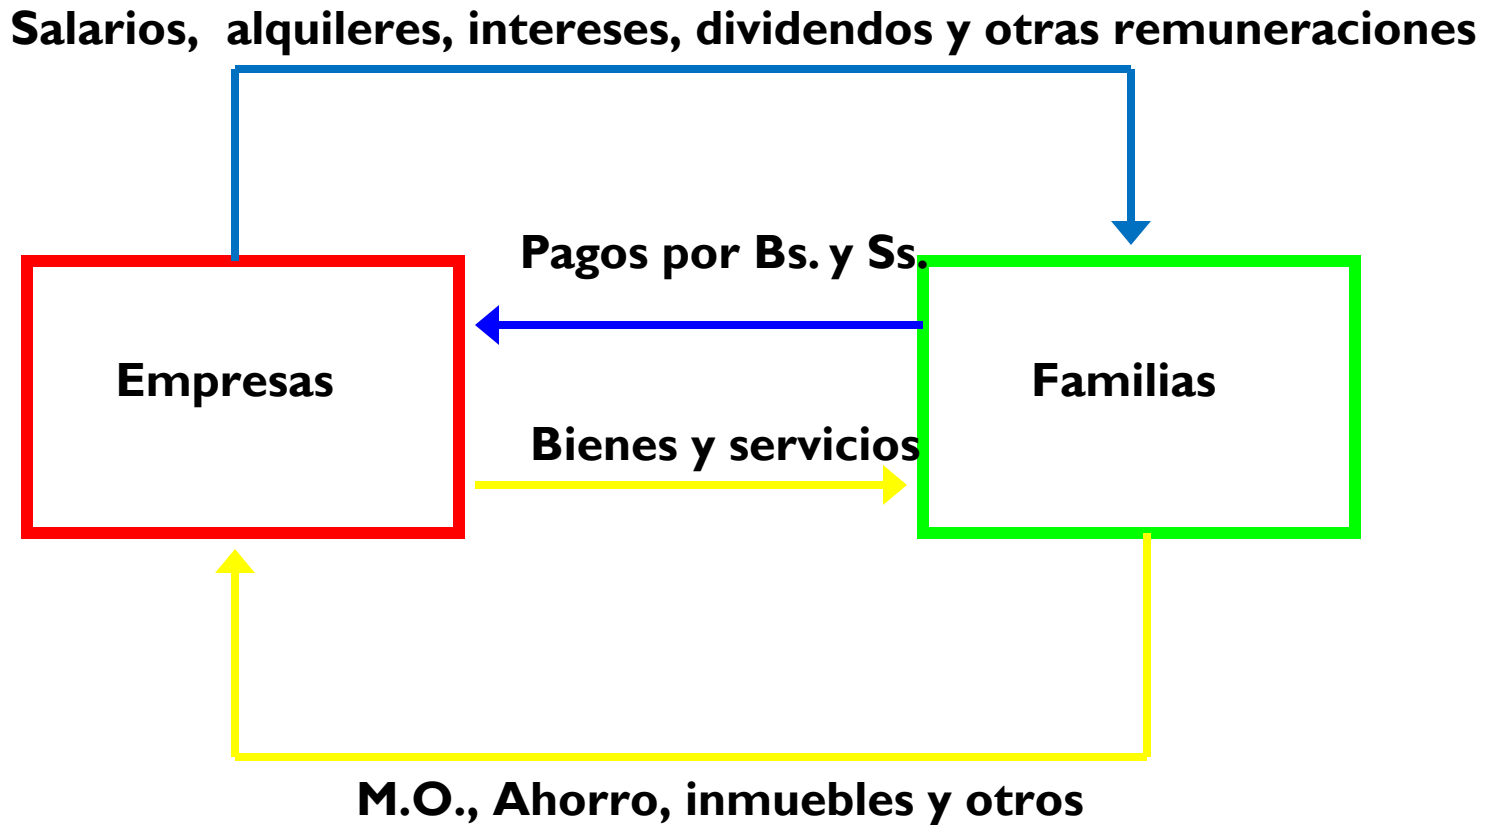 Salarios, alquileres, intereses, dividendos y otras remuneraciones
Pagos por Bs. y Ss.
Empresas
Familias
Bienes y servicios
M.O., Ahorro, inmuebles y otros